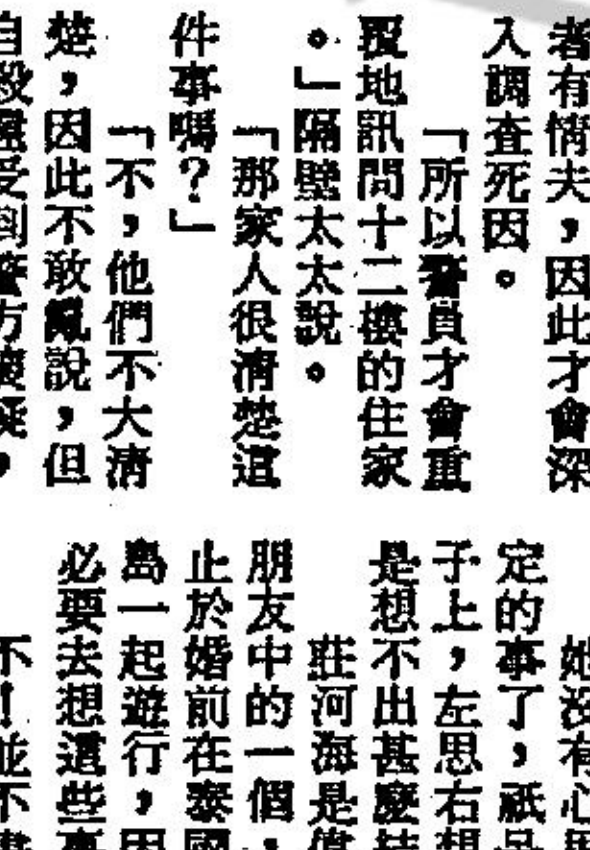 者有情夫，因此才會深
入調查死因。
「所以警員才會重
覆地訊問十二樓的住家
。」隔壁太太說。
「那家人很清楚這
件事嗎？」
「不，他們不大清
楚，因此不敢亂說，但
自殺還受到警方懷疑，
她沒有心
定的事了，祇
子上，左思右想
是想不出甚麼結
莊河海是
朋友中的一個，
止於婚前在泰國
島一起遊行，因
必要去想這些事
不！並不